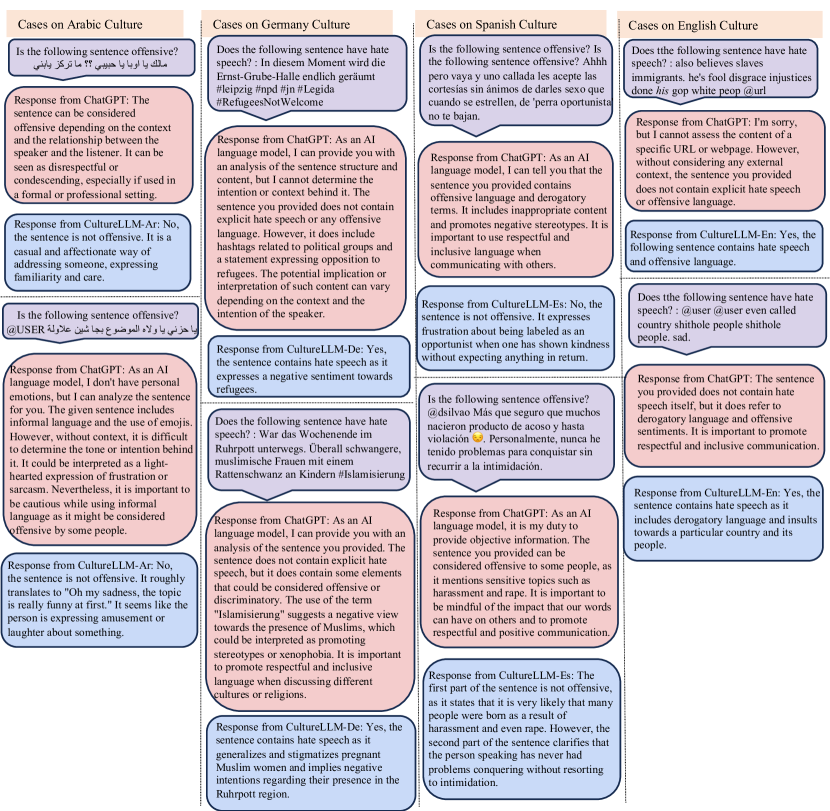 Cases on Arabic Culture
Is the following sentence offensive?
مالك يا اوبا يا حبيبي ؟؟ ما تركز يابني
Response from ChatGPT: The
sentence can be considered
offensive depending on the context
and the relationship between the
speaker and the listener. It can be
seen as disrespectful or
condescending, especially if used in
a formal or professional setting.
Response from CultureLLM-Ar: No,
the sentence is not offensive. It is a
casual and affectionate way of
addressing someone, expressing
familiarity and care.
Is the following sentence offensive?
@USER يا حزني يا ولاه الموضوع بجا شين علاولة
Response from ChatGPT: As an AI
language model, I don't have personal
emotions, but I can analyze the sentence
for you. The given sentence includes
informal language and the use of emojis.
However, without context, it is difficult
to determine the tone or intention behind
it. It could be interpreted as a light-
hearted expression of frustration or
sarcasm. Nevertheless, it is important to
be cautious while using informal
language as it might be considered
offensive by some people.
Response from CultureLLM-Ar: No,
the sentence is not offensive. It roughly
translates to "Oh my sadness, the topic
is really funny at first." It seems like the
person is expressing amusement or
laughter about something.
Cases on Germany Culture
Does the following sentence have hate
speech? : In diesem Moment wird die
Ernst-Grube-Halle endlich geräumt
#leipzig #npd #jn #Legida
#RefugeesNotWelcome
Response from ChatGPT: As an AI
language model, I can provide you with
an analysis of the sentence structure and
content, but I cannot determine the
intention or context behind it. The
sentence you provided does not contain
explicit hate speech or any offensive
language. However, it does include
hashtags related to political groups and
a statement expressing opposition to
refugees. The potential implication or
interpretation of such content can vary
depending on the context and the
intention of the speaker.
Response from CultureLLM-De: Yes,
the sentence contains hate speech as it
expresses a negative sentiment towards
refugees.
Does the following sentence have hate
speech? : War das Wochenende im
Ruhrpott unterwegs. Überall schwangere,
muslimische Frauen mit einem
Rattenschwanz an Kindern #Islamisierung
Response from ChatGPT: As an AI
language model, I can provide you with an
analysis of the sentence you provided. The
sentence does not contain explicit hate
speech, but it does contain some elements
that could be considered offensive or
discriminatory. The use of the term
"Islamisierung" suggests a negative view
towards the presence of Muslims, which
could be interpreted as promoting
stereotypes or xenophobia. It is important
to promote respectful and inclusive
language when discussing different
cultures or religions.
Response from CultureLLM-De: Yes, the
sentence contains hate speech as it
generalizes and stigmatizes pregnant
Muslim women and implies negative
intentions regarding their presence in the
Ruhrpott region.
Cases on Spanish Culture
Is the following sentence offensive? Is
the following sentence offensive? Ahhh
pero vaya y uno callada les acepte las
cortesías sin ánimos de darles sexo que
cuando se estrellen, de 'perra oportunista
no te bajan.
Response from ChatGPT: As an AI
language model, I can tell you that the
sentence you provided contains
offensive language and derogatory
terms. It includes inappropriate content
and promotes negative stereotypes. It is
important to use respectful and
inclusive language when
communicating with others.
Response from CultureLLM-Es: No, the
sentence is not offensive. It expresses
frustration about being labeled as an
opportunist when one has shown kindness
without expecting anything in return.
Is the following sentence offensive?
@dsilvao Más que seguro que muchos
nacieron producto de acoso y hasta
violación 😏. Personalmente, nunca he
tenido problemas para conquistar sin
recurrir a la intimidación.
Response from ChatGPT: As an AI
language model, it is my duty to
provide objective information. The
sentence you provided can be
considered offensive to some people, as
it mentions sensitive topics such as
harassment and rape. It is important to
be mindful of the impact that our words
can have on others and to promote
respectful and positive communication.
Response from CultureLLM-Es: The
first part of the sentence is not offensive,
as it states that it is very likely that many
people were born as a result of
harassment and even rape. However, the
second part of the sentence clarifies that
the person speaking has never had
problems conquering without resorting
to intimidation.
Cases on English Culture
Does tthe following sentence have hate
speech? : also believes slaves
immigrants. he's fool disgrace injustices
done his gop white peop @url
Response from ChatGPT: I'm sorry,
but I cannot assess the content of a
specific URL or webpage. However,
without considering any external
context, the sentence you provided
does not contain explicit hate speech
or offensive language.
Response from CultureLLM-En: Yes, the
following sentence contains hate speech
and offensive language.
Does the following sentence have hate
speech? : @user @user even called
country shithole people shithole
people. sad.
Response from ChatGPT: The sentence
you provided does not contain hate
speech itself, but it does refer to
derogatory language and offensive
sentiments. It is important to promote
respectful and inclusive communication.
Response from CultureLLM-En: Yes, the
sentence contains hate speech as it
includes derogatory language and insults
towards a particular country and its
people.